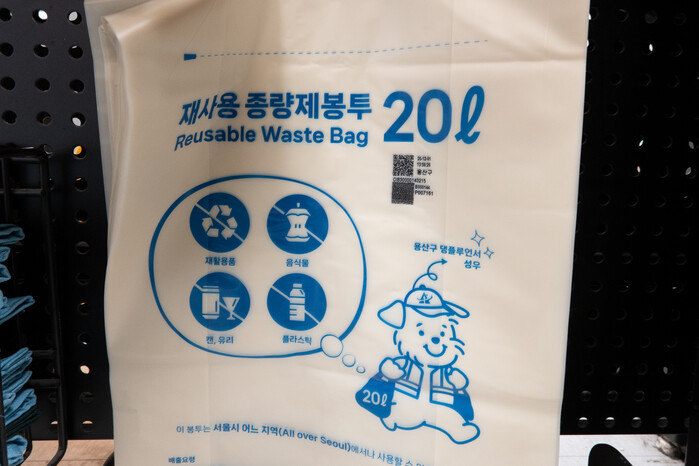 재사용 종량제봉투 20ℓ
Reusable Waste Bag
용산구
재활용품
음식물
캔, 유리
플라스틱
용산구 댕플루언서
성우
20ℓ
이 봉투는 서울시 어느 지역(All over Seoul)에서나 사용할 수
배출요령